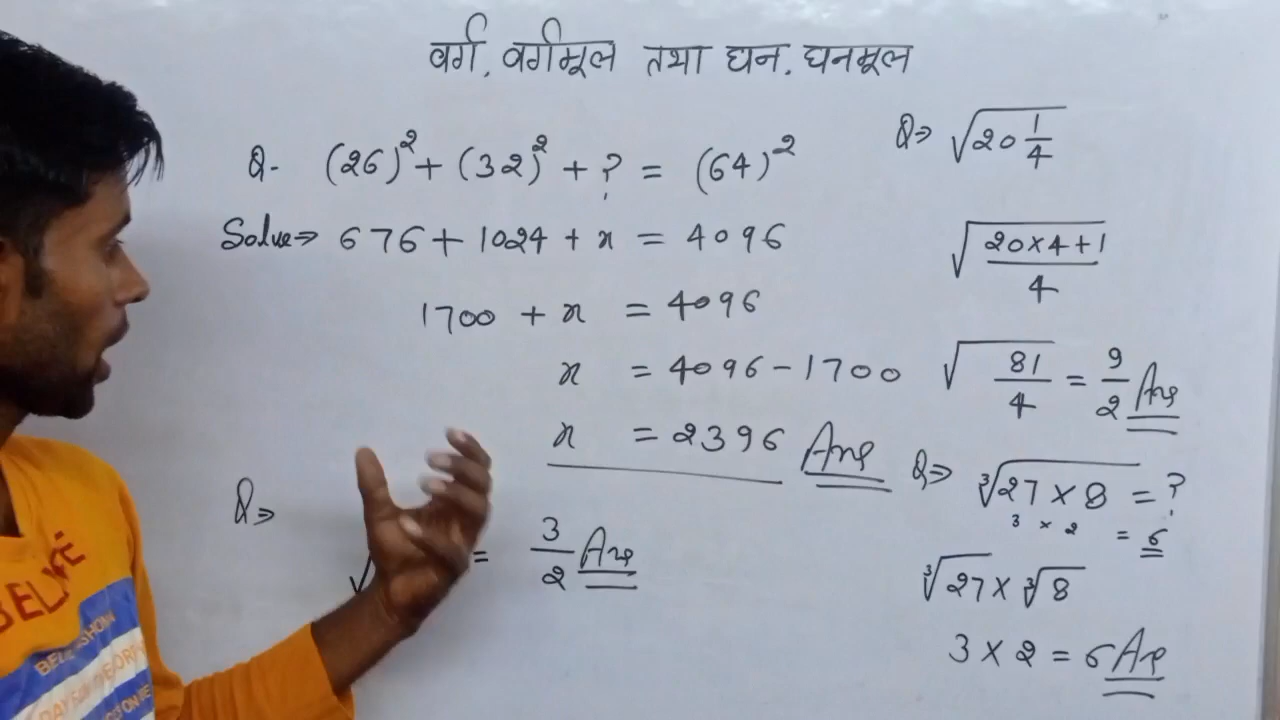 वर्ग, वर्गमूल तथा घन, घनमूल
Q- (26)² + (32)² + ? = (64)²
Solve⇒ 676 + 1024 + x = 4096
1700 + x = 4096
x = 4096 - 1700
x = 2396 Ans
Q⇒
√ = 3/2 Ans
Q⇒ √20 1/4
√(20×4+1)/4
√ 81/4 = 9/2 Ans
Q⇒ ∛27 × 8 = ?
3 × 2 = 6
∛27 × ∛8
3 × 2 = 6 Ans
BEL